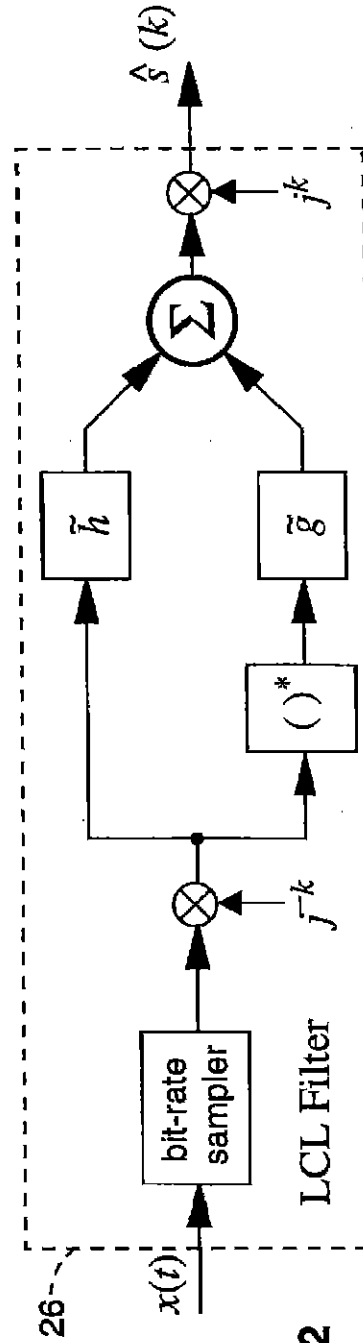 26
x(t)
bit-rate
sampler
j^{-k}
h̃
( )*
g̃
Σ
j^k
ŝ(k)
LCL Filter
2